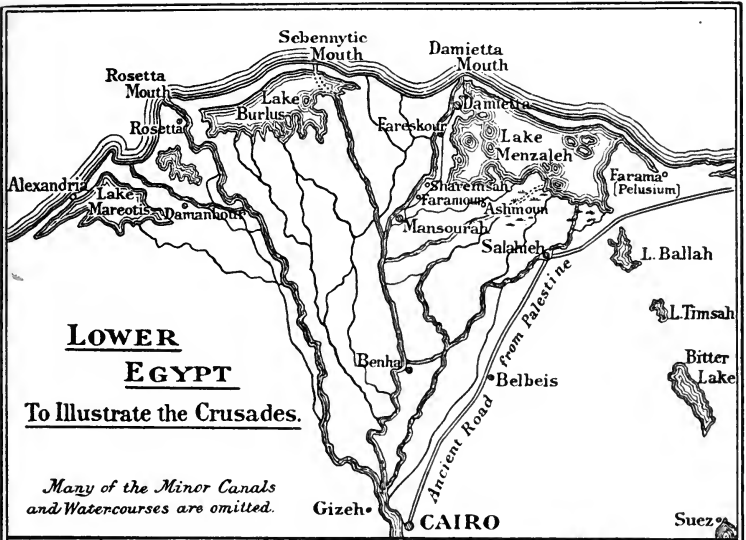 Sebennytic
Mouth
Damietta
Mouth
Rosetta
Mouth
Lake
Burlus
Damietta
Rosetta
Fareskour
Lake
Menzaleh
Farama
(Pelusium)
Alexandria
Lake
Mareotis
Damanhour
Sharemsah
Faramoun
Ashmoun
Mansourah
Salahieh
L. Ballah
L. Timsah
Bitter
Lake
LOWER
EGYPT
To Illustrate the Crusades.
Benha
Belbeis
Ancient Road from Palestine
Many of the Minor Canals
and Watercourses are omitted.
Gizeh
CAIRO
Suez